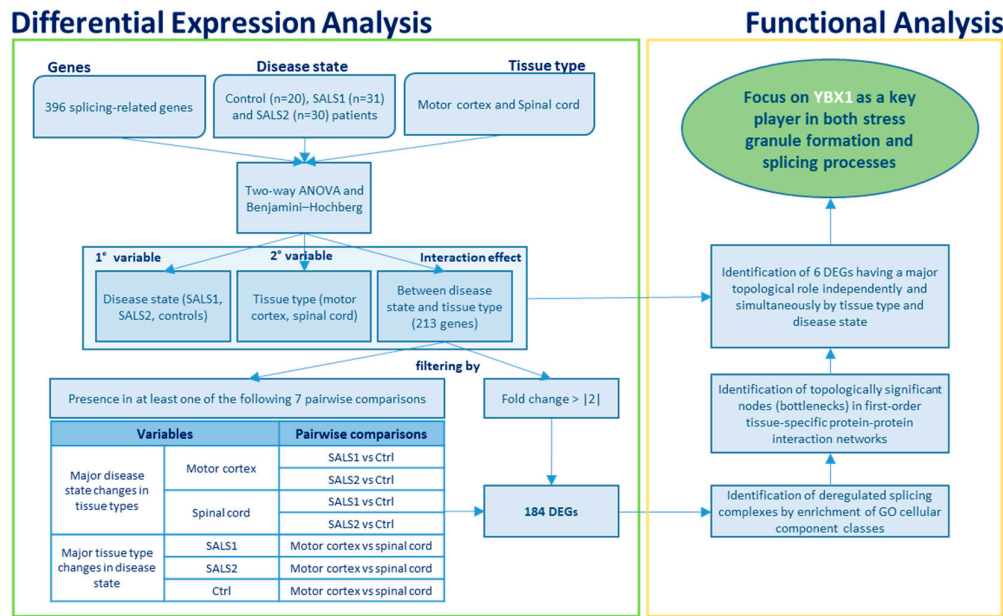 Differential Expression Analysis
Functional Analysis
Genes
396 splicing-related genes
Disease state
Control (n=20), SALS1 (n=31)
and SALS2 (n=30) patients
Tissue type
Motor cortex and Spinal cord
Two-way ANOVA and
Benjamini–Hochberg
1° variable
2° variable
Interaction effect
Disease state (SALS1,
SALS2, controls)
Tissue type (motor
cortex, spinal cord)
Between disease
state and tissue type
(213 genes)
filtering by
Presence in at least one of the following 7 pairwise comparisons
Fold change > |2|
Variables
Pairwise comparisons
Major disease
state changes in
tissue types
Motor cortex
SALS1 vs Ctrl
SALS2 vs Ctrl
Spinal cord
SALS1 vs Ctrl
SALS2 vs Ctrl
Major tissue type
changes in disease
state
SALS1
Motor cortex vs spinal cord
SALS2
Motor cortex vs spinal cord
Ctrl
Motor cortex vs spinal cord
184 DEGs
Focus on YBX1 as a key
player in both stress
granule formation and
splicing processes
Identification of 6 DEGs having a major
topological role independently and
simultaneously by tissue type and
disease state
Identification of topologically significant
nodes (bottlenecks) in first-order
tissue-specific protein-protein
interaction networks
Identification of deregulated splicing
complexes by enrichment of GO cellular
component classes